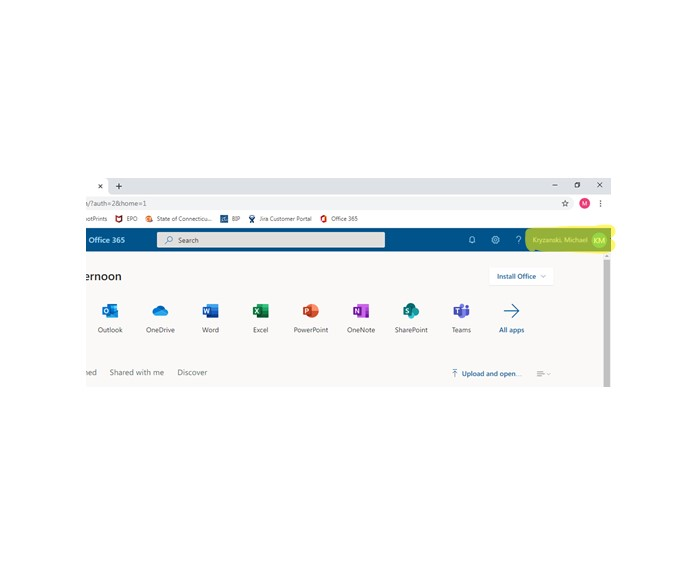 /?auth=2&home=1 M
otPrints EPO State of Connecticu... BIP Jira Customer Portal Office 365
Office 365 Search ? Kryzanski, Michael KM
ernoon Install Office
Outlook OneDrive Word Excel PowerPoint OneNote SharePoint Teams All apps
ned Shared with me Discover Upload and open...